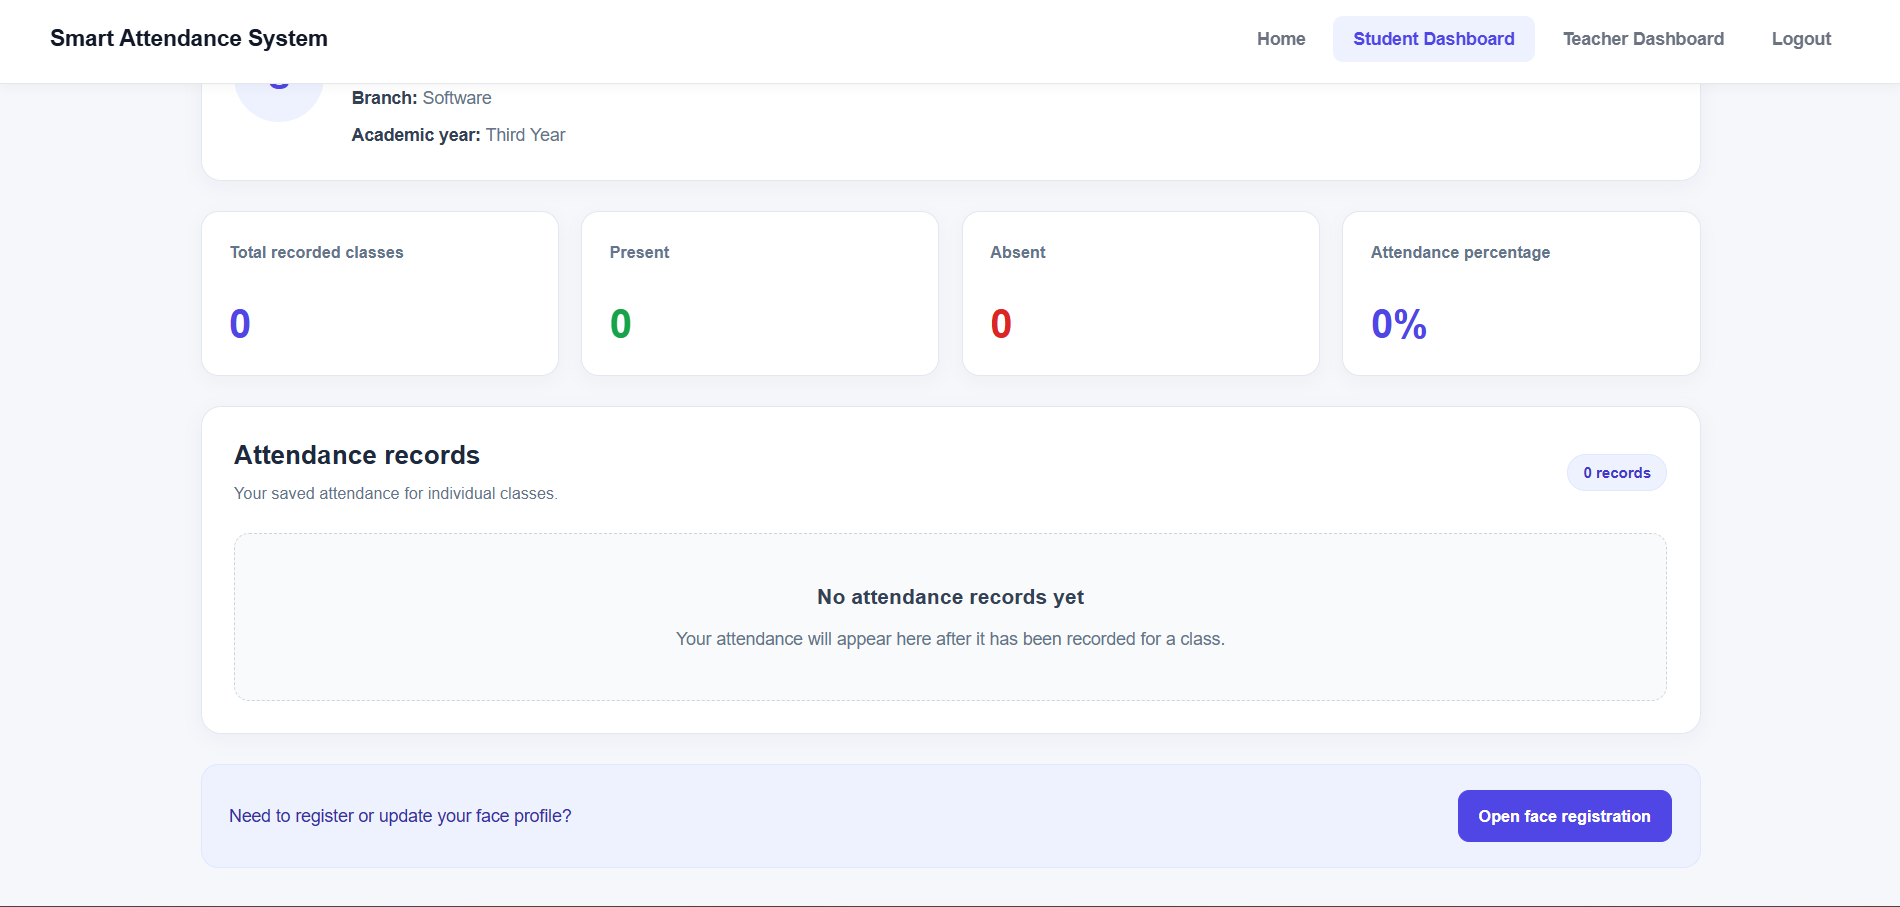 Smart Attendance System
Home
Student Dashboard
Teacher Dashboard
Logout
Branch: Software
Academic year: Third Year
Total recorded classes
0
Present
0
Absent
0
Attendance percentage
0%
Attendance records
Your saved attendance for individual classes.
0 records
No attendance records yet
Your attendance will appear here after it has been recorded for a class.
Need to register or update your face profile?
Open face registration